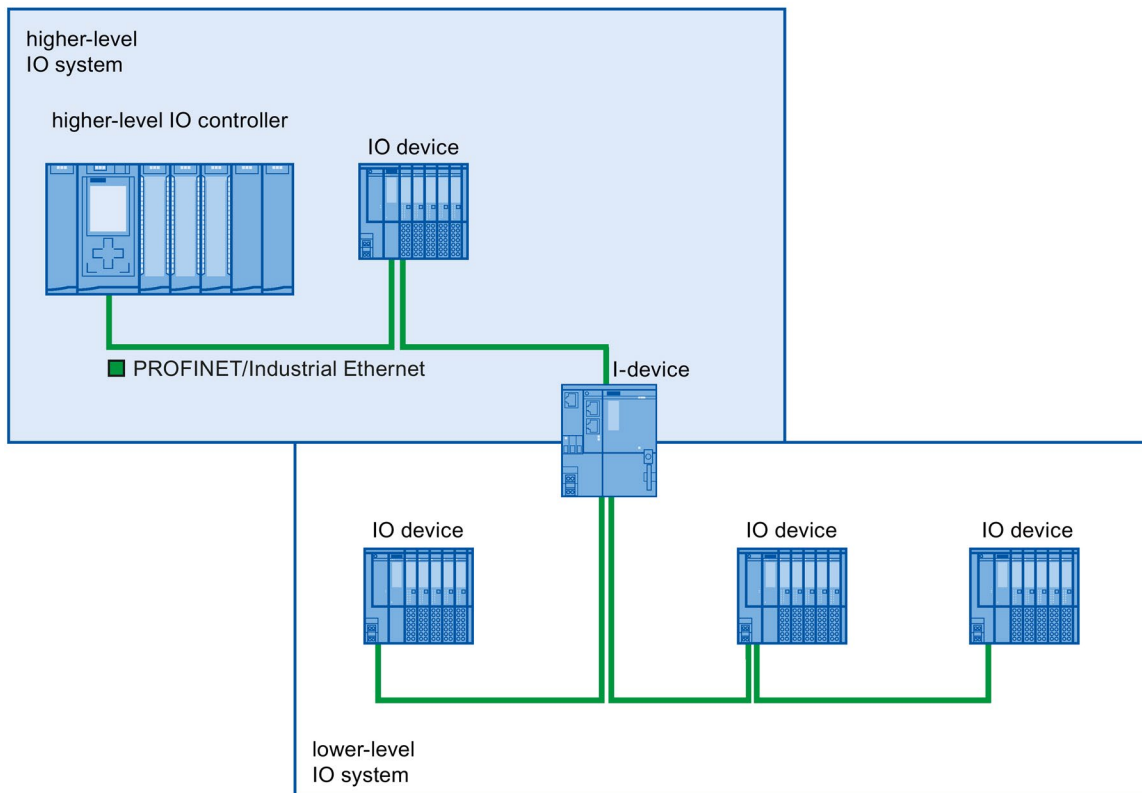 higher-level
IO system
higher-level IO controller
IO device
PROFINET/Industrial Ethernet
I-device
IO device
IO device
IO device
lower-level
IO system